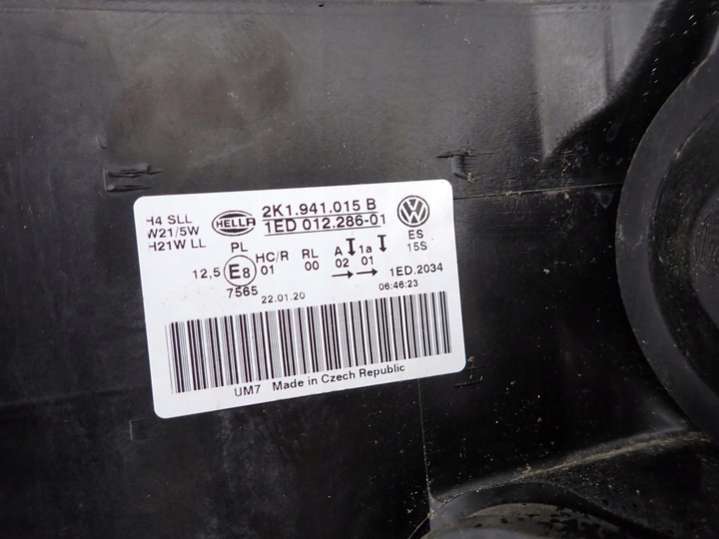 H4 SLL
W21/5W
H21W LL
HELLA
2K1.941.015 B
1ED 012.286-01
VW
ES
15S
PL
HC/R RL A 1a
12,5 E8 01 00 02 01 1ED.2034
7565
22.01.20 06:46:23
UM7 Made in Czech Republic